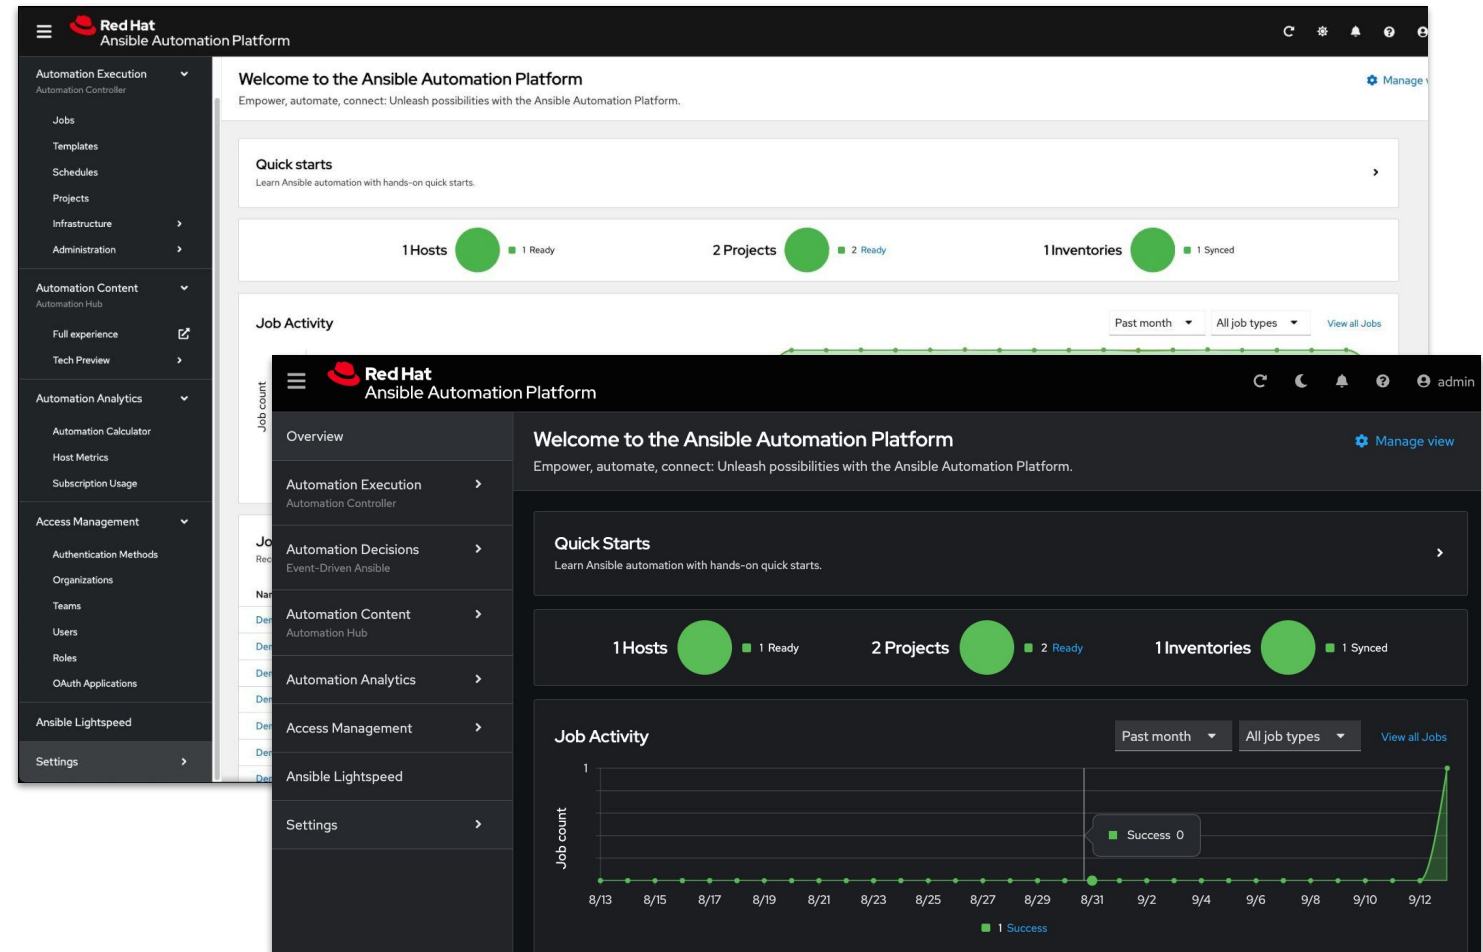 Red Hat
Ansible Automation Platform
Automation Execution
Automation Controller
Jobs
Templates
Schedules
Projects
Infrastructure
Administration
Automation Content
Automation Hub
Full experience
Tech Preview
Automation Analytics
Automation Calculator
Host Metrics
Subscription Usage
Access Management
Authentication Methods
Organizations
Teams
Users
Roles
OAuth Applications
Ansible Lightspeed
Settings
Welcome to the Ansible Automation Platform
Empower, automate, connect: Unleash possibilities with the Ansible Automation Platform.
Manage
Quick starts
Learn Ansible automation with hands-on quick starts.
1 Hosts 1 Ready 2 Projects 2 Ready 1 Inventories 1 Synced
Job Activity Past month All job types View all Jobs
Job count
Red Hat
Ansible Automation Platform
admin
Overview
Automation Execution
Automation Controller
Automation Decisions
Event-Driven Ansible
Automation Content
Automation Hub
Automation Analytics
Access Management
Ansible Lightspeed
Settings
Welcome to the Ansible Automation Platform
Empower, automate, connect: Unleash possibilities with the Ansible Automation Platform.
Manage view
Quick Starts
Learn Ansible automation with hands-on quick starts.
1 Hosts 1 Ready 2 Projects 2 Ready 1 Inventories 1 Synced
Job Activity Past month All job types View all Jobs
1
Job count
Success 0
8/13 8/15 8/17 8/19 8/21 8/23 8/25 8/27 8/29 8/31 9/2 9/4 9/6 9/8 9/10 9/12
1 Success